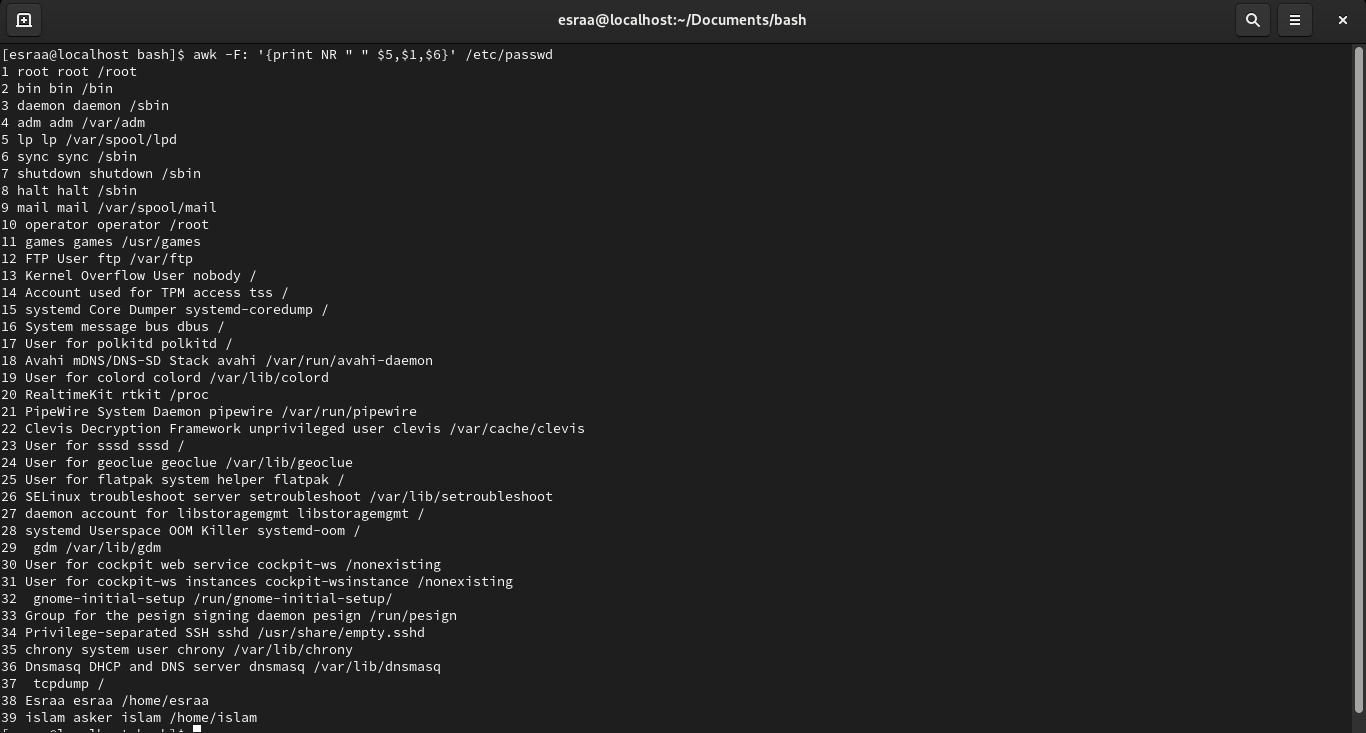 esraa@localhost:~/Documents/bash
[esraa@localhost bash]$ awk -F: '{print NR " " $5,$1,$6}' /etc/passwd
1 root root /root
2 bin bin /bin
3 daemon daemon /sbin
4 adm adm /var/adm
5 lp lp /var/spool/lpd
6 sync sync /sbin
7 shutdown shutdown /sbin
8 halt halt /sbin
9 mail mail /var/spool/mail
10 operator operator /root
11 games games /usr/games
12 FTP User ftp /var/ftp
13 Kernel Overflow User nobody /
14 Account used for TPM access tss /
15 systemd Core Dumper systemd-coredump /
16 System message bus dbus /
17 User for polkitd polkitd /
18 Avahi mDNS/DNS-SD Stack avahi /var/run/avahi-daemon
19 User for colord colord /var/lib/colord
20 RealtimeKit rtkit /proc
21 PipeWire System Daemon pipewire /var/run/pipewire
22 Clevis Decryption Framework unprivileged user clevis /var/cache/clevis
23 User for sssd sssd /
24 User for geoclue geoclue /var/lib/geoclue
25 User for flatpak system helper flatpak /
26 SELinux troubleshoot server setroubleshoot /var/lib/setroubleshoot
27 daemon account for libstoragemgmt libstoragemgmt /
28 systemd Userspace OOM Killer systemd-oom /
29  gdm /var/lib/gdm
30 User for cockpit web service cockpit-ws /nonexisting
31 User for cockpit-ws instances cockpit-wsinstance /nonexisting
32  gnome-initial-setup /run/gnome-initial-setup/
33 Group for the pesign signing daemon pesign /run/pesign
34 Privilege-separated SSH sshd /usr/share/empty.sshd
35 chrony system user chrony /var/lib/chrony
36 Dnsmasq DHCP and DNS server dnsmasq /var/lib/dnsmasq
37  tcpdump /
38 Esraa esraa /home/esraa
39 islam asker islam /home/islam